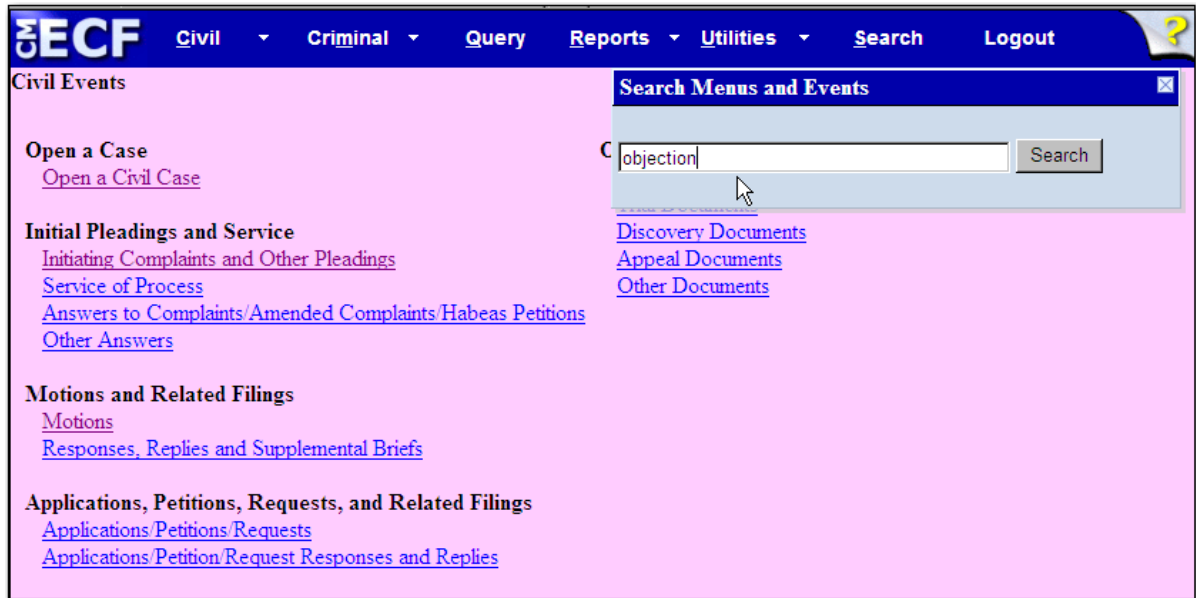 CM ECF Civil Criminal Query Reports Utilities Search Logout ?
Civil Events
Search Menus and Events
objection Search
Open a Case
Open a Civil Case
Initial Pleadings and Service
Initiating Complaints and Other Pleadings
Service of Process
Answers to Complaints/Amended Complaints/Habeas Petitions
Other Answers
Motions and Related Filings
Motions
Responses, Replies and Supplemental Briefs
Applications, Petitions, Requests, and Related Filings
Applications/Petitions/Requests
Applications/Petition/Request Responses and Replies
Trial Documents
Discovery Documents
Appeal Documents
Other Documents